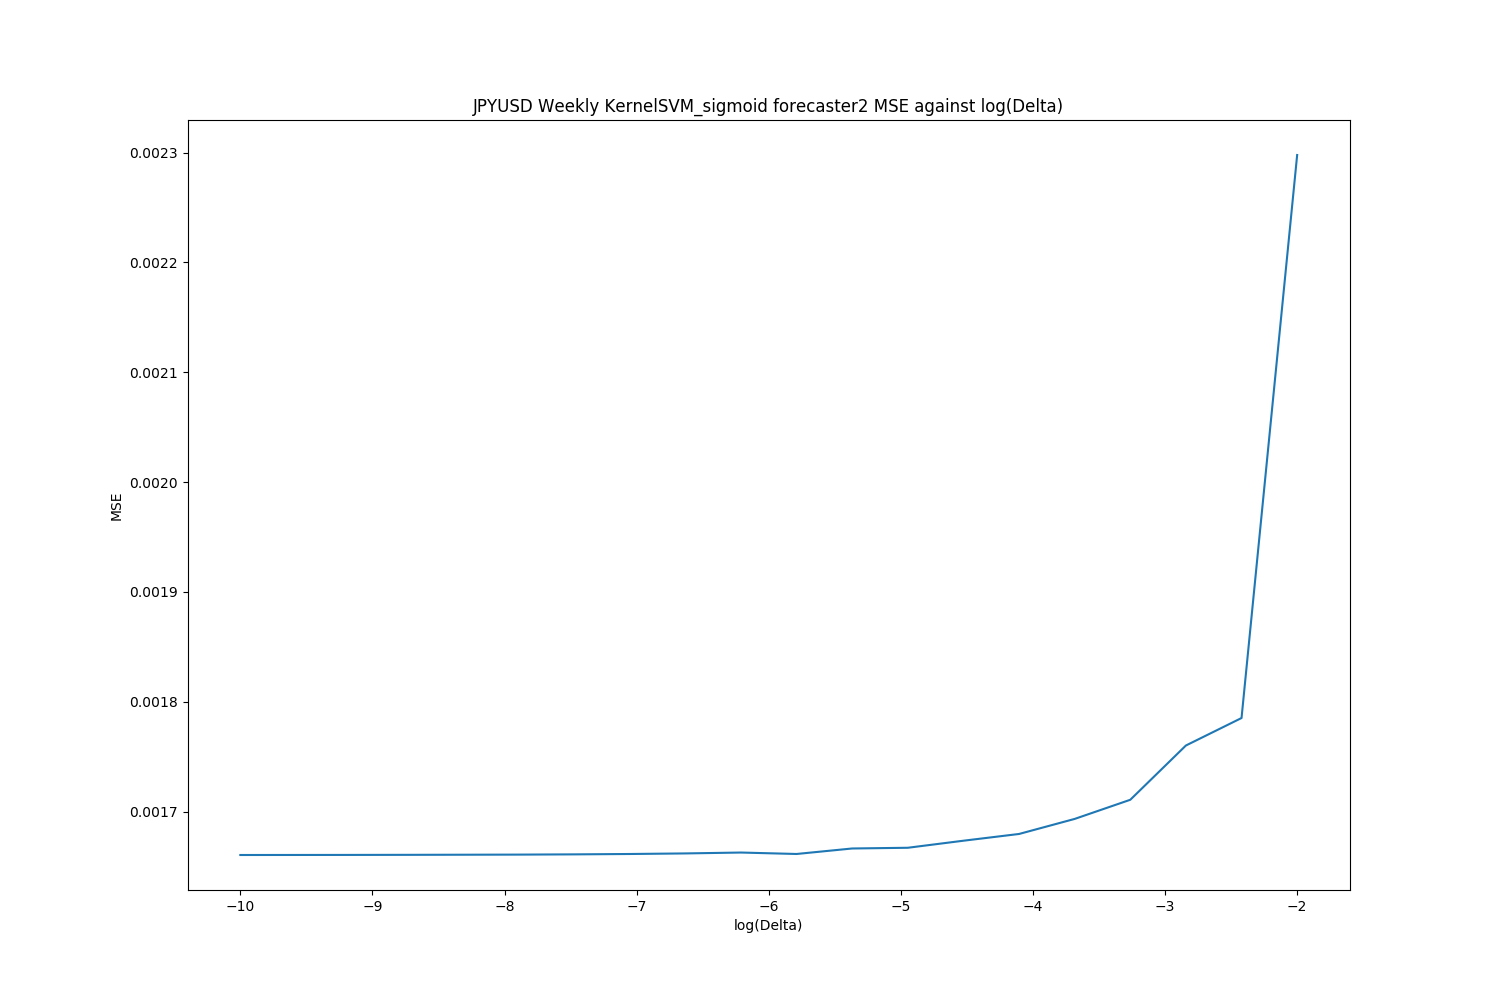 JPYUSD Weekly KernelSVM_sigmoid forecaster2 MSE against log(Delta)
0.0023
0.0022
0.0021
0.0020
0.0019
0.0018
0.0017
MSE
−10 −9 −8 −7 −6 −5 −4 −3 −2
log(Delta)